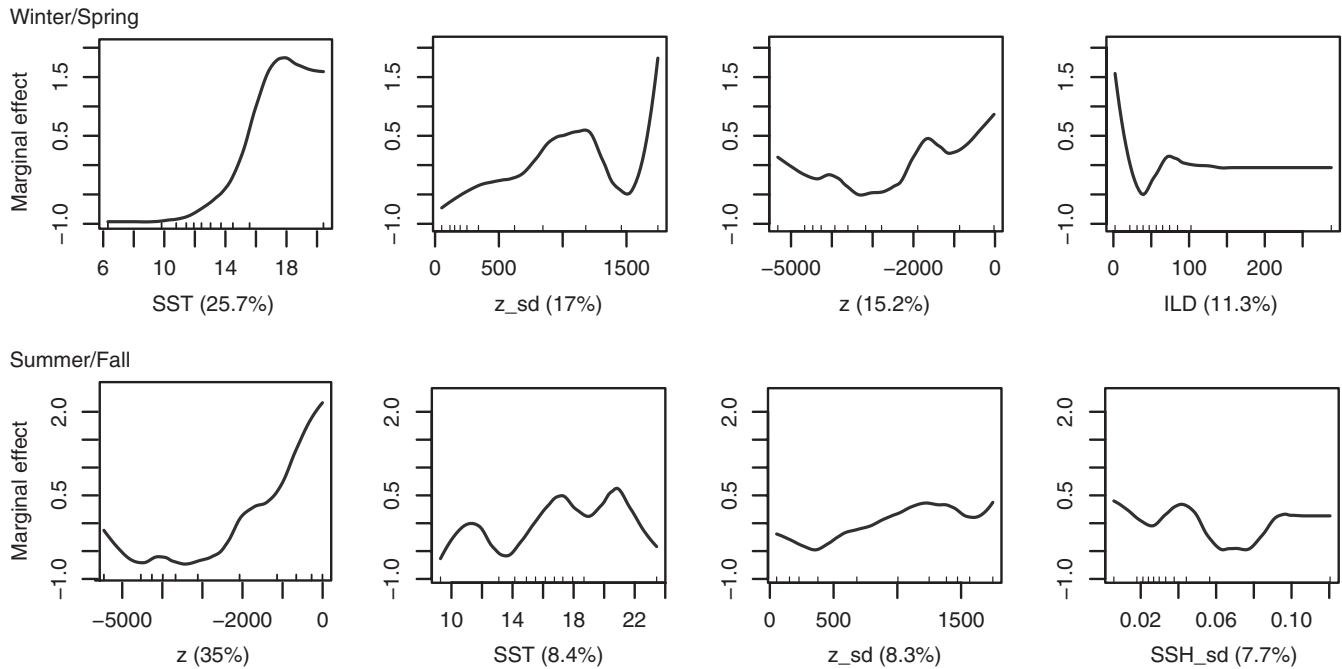 Winter/Spring
Marginal effect
−1.0 0.5 1.5
6 10 14 18
SST (25.7%)
−1.0 0.5 1.5
0 500 1500
z_sd (17%)
−1.0 0.5 1.5
−5000 −2000 0
z (15.2%)
−1.0 0.5 1.5
0 100 200
ILD (11.3%)
Summer/Fall
Marginal effect
−1.0 0.5 2.0
−5000 −2000 0
z (35%)
−1.0 0.5 2.0
10 14 18 22
SST (8.4%)
−1.0 0.5 2.0
0 500 1500
z_sd (8.3%)
−1.0 0.5 2.0
0.02 0.06 0.10
SSH_sd (7.7%)